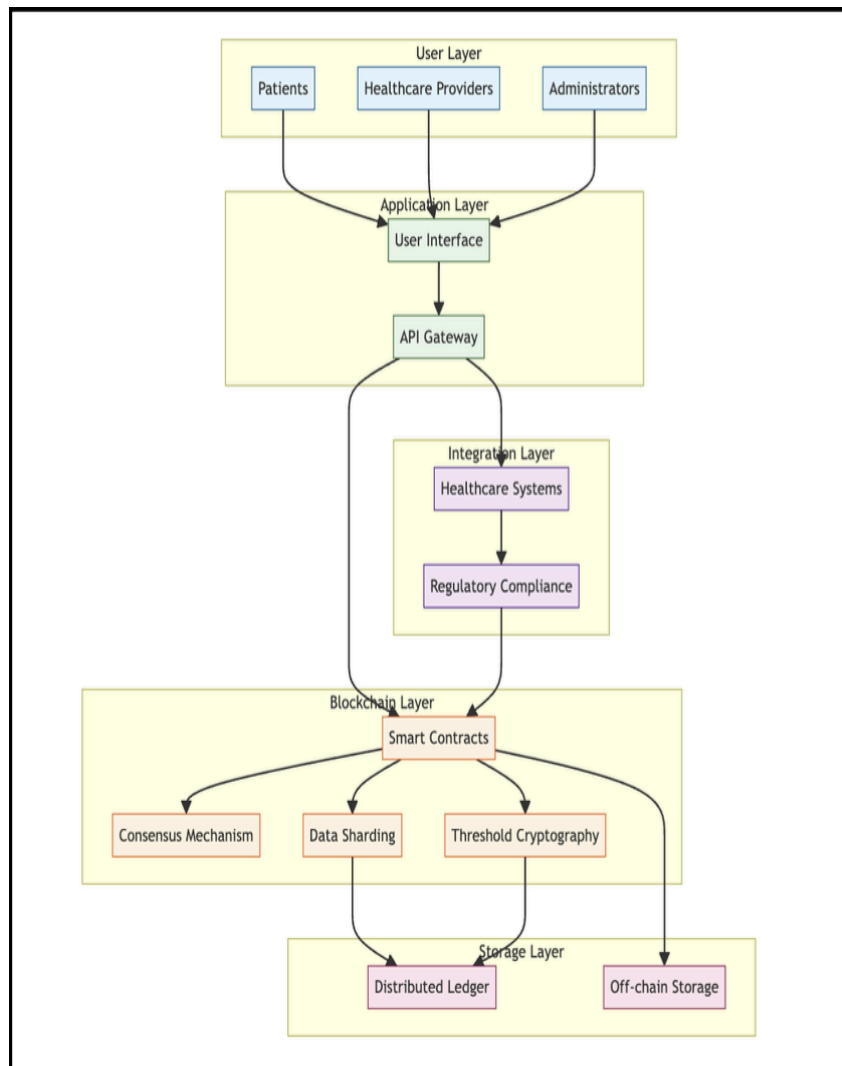 User Layer
Patients
Healthcare Providers
Administrators
Application Layer
User Interface
API Gateway
Integration Layer
Healthcare Systems
Regulatory Compliance
Blockchain Layer
Smart Contracts
Consensus Mechanism
Data Sharding
Threshold Cryptography
Storage Layer
Distributed Ledger
Off-chain Storage